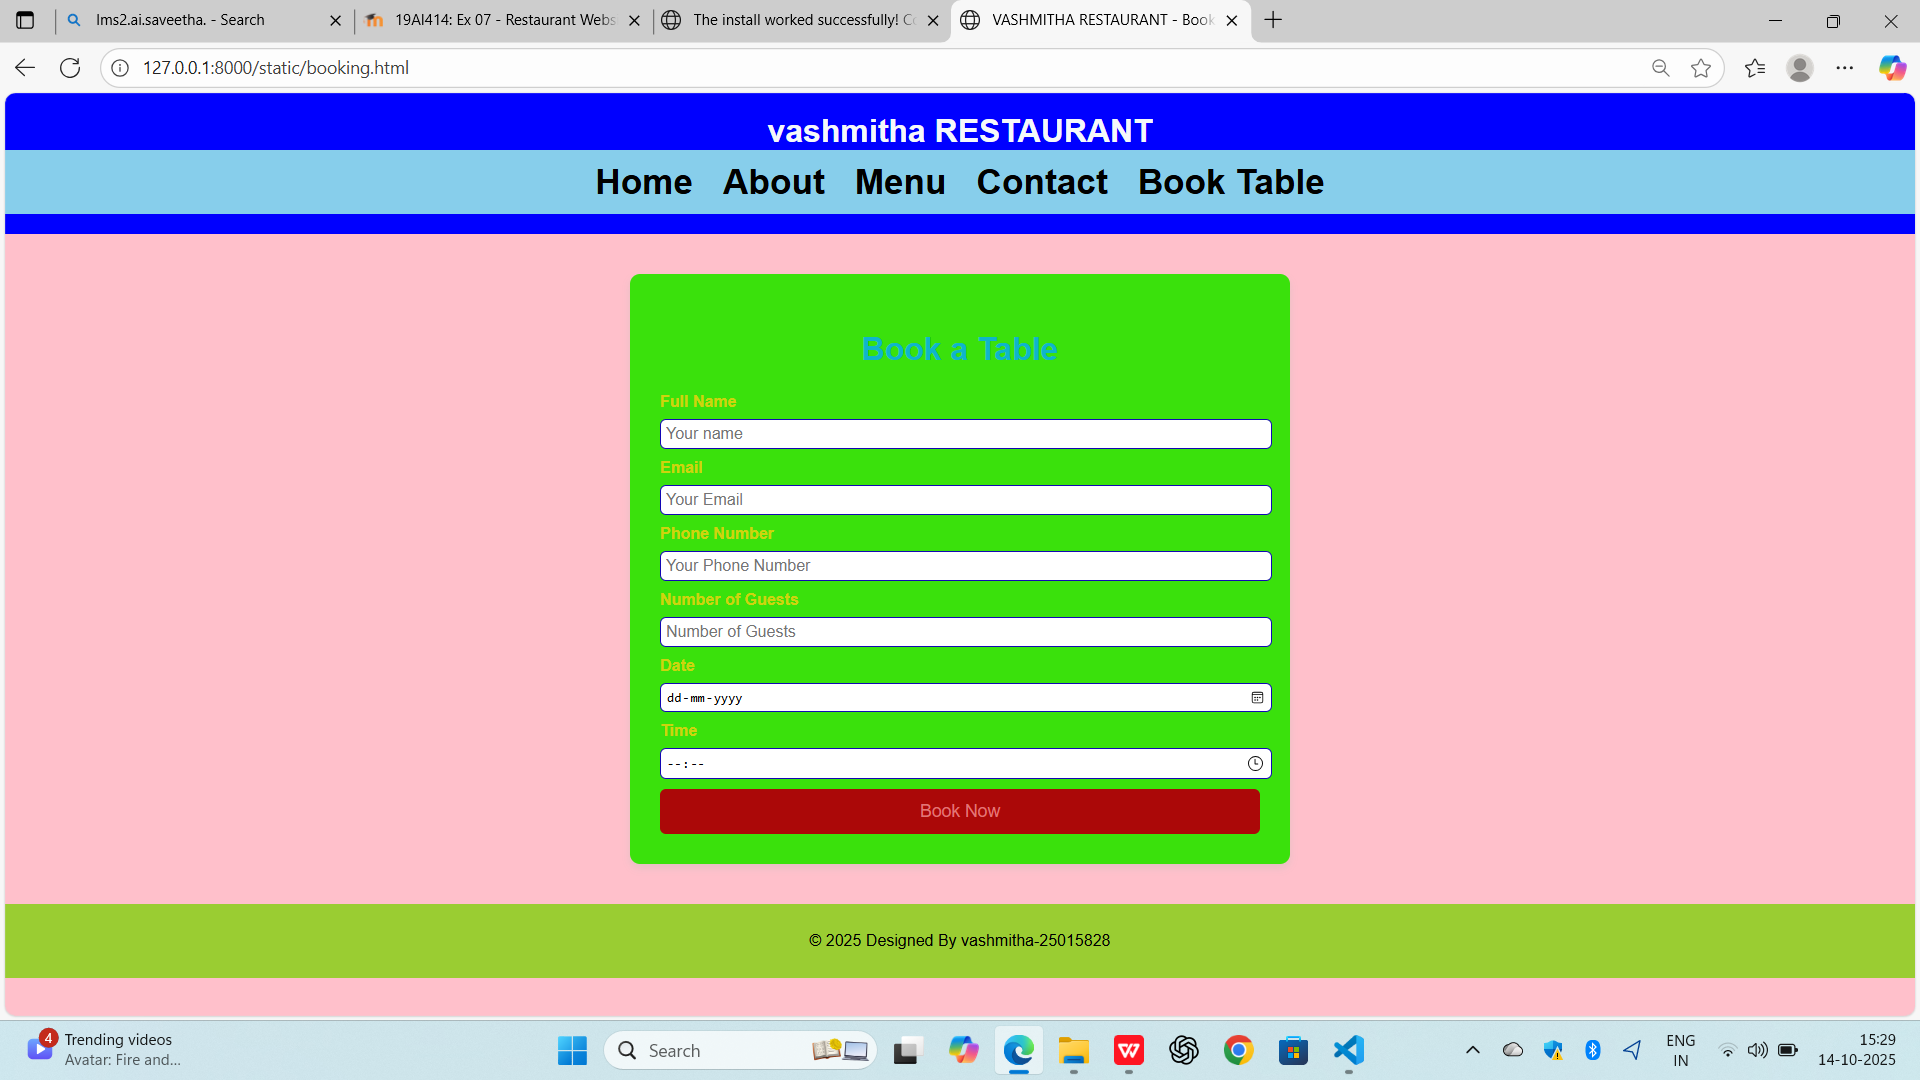 lms2.ai.saveetha. - Search
19AI414: Ex 07 - Restaurant Webs
The install worked successfully! Co
VASHMITHA RESTAURANT - Book
127.0.0.1:8000/static/booking.html
vashmitha RESTAURANT
Home About Menu Contact Book Table
Book a Table
Full Name
Your name
Email
Your Email
Phone Number
Your Phone Number
Number of Guests
Number of Guests
Date
dd-mm-yyyy
Time
--:--
Book Now
© 2025 Designed By vashmitha-25015828
4
Trending videos
Avatar: Fire and...
Search
ENG
IN
15:29
14-10-2025